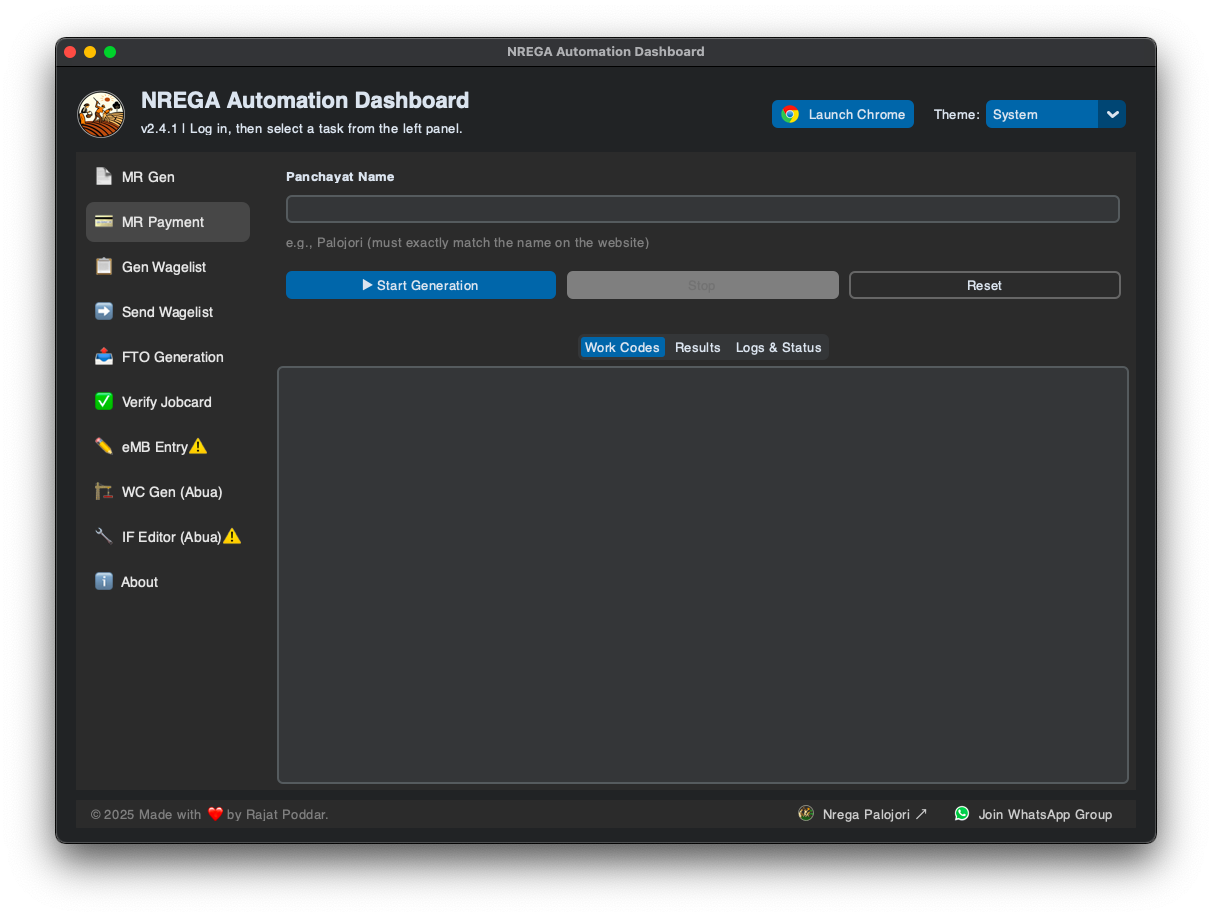 NREGA Automation Dashboard
NREGA Automation Dashboard
v2.4.1 | Log in, then select a task from the left panel.
Launch Chrome
Theme:
System
MR Gen
MR Payment
Gen Wagelist
Send Wagelist
FTO Generation
Verify Jobcard
eMB Entry
WC Gen (Abua)
IF Editor (Abua)
About
Panchayat Name
e.g., Palojori (must exactly match the name on the website)
Start Generation
Stop
Reset
Work Codes
Results
Logs & Status
© 2025 Made with ❤️ by Rajat Poddar.
Nrega Palojori ↗
Join WhatsApp Group